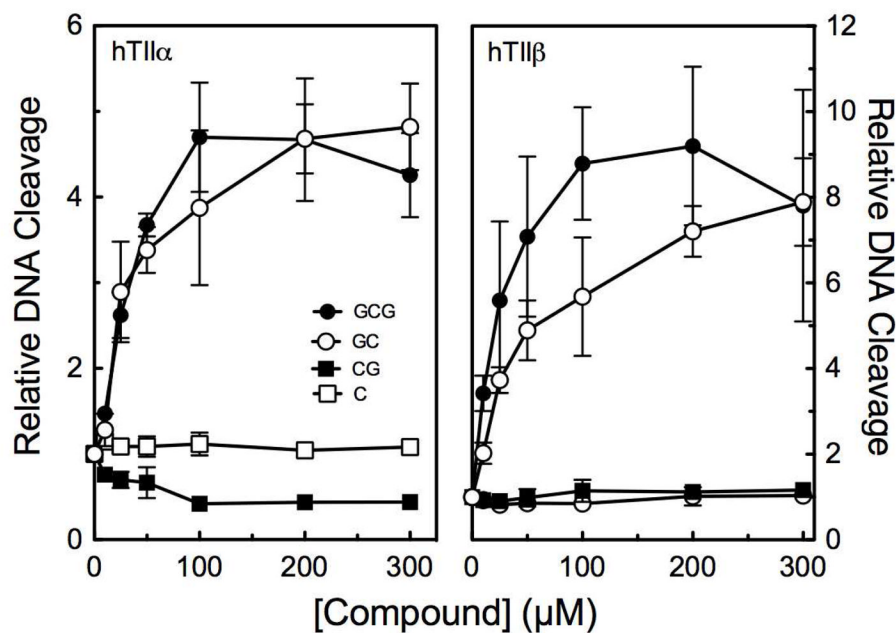 hTIIα
hTIIβ
Relative DNA Cleavage
6
4
2
0
GCG
GC
CG
C
12
10
8
6
4
2
0
Relative DNA Cleavage
0 100 200 300
0 100 200 300
[Compound] (μM)